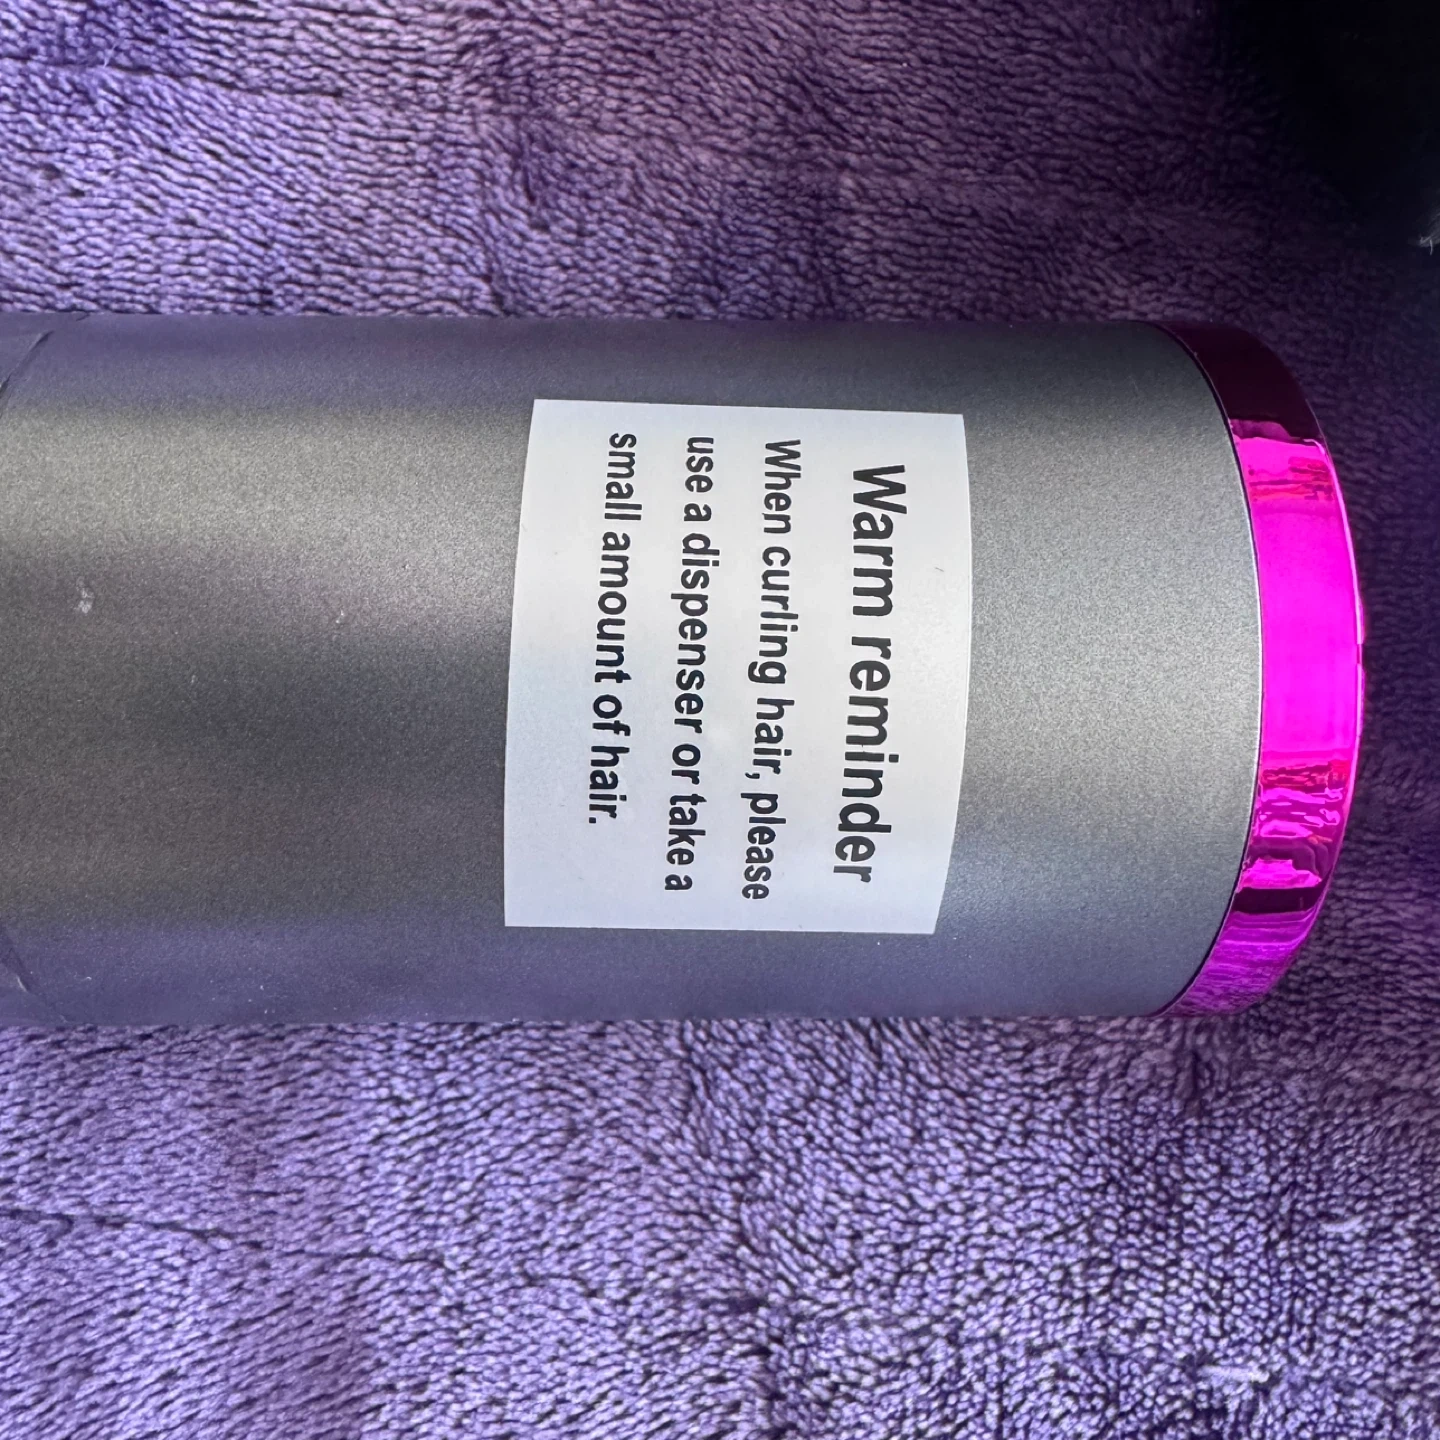 Warm reminder
When curling hair, please
use a dispenser or take a
small amount of hair.